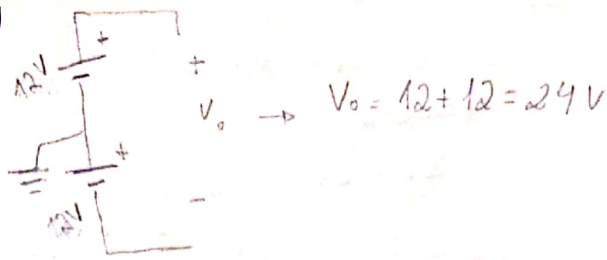 +
12V
+
V₀ → V₀ = 12 + 12 = 24 V
+
12V
-